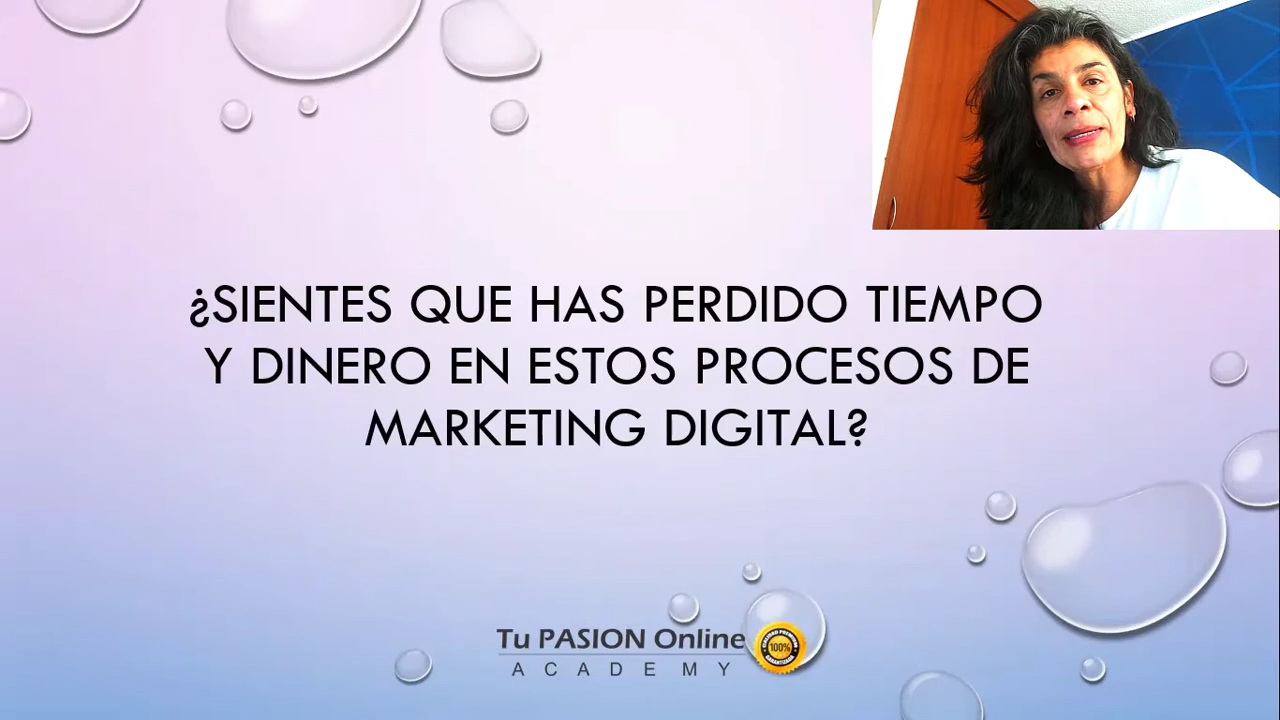 ¿SIENTES QUE HAS PERDIDO TIEMPO
Y DINERO EN ESTOS PROCESOS DE
MARKETING DIGITAL?
Tu PASION Online
ACADEMY
100%